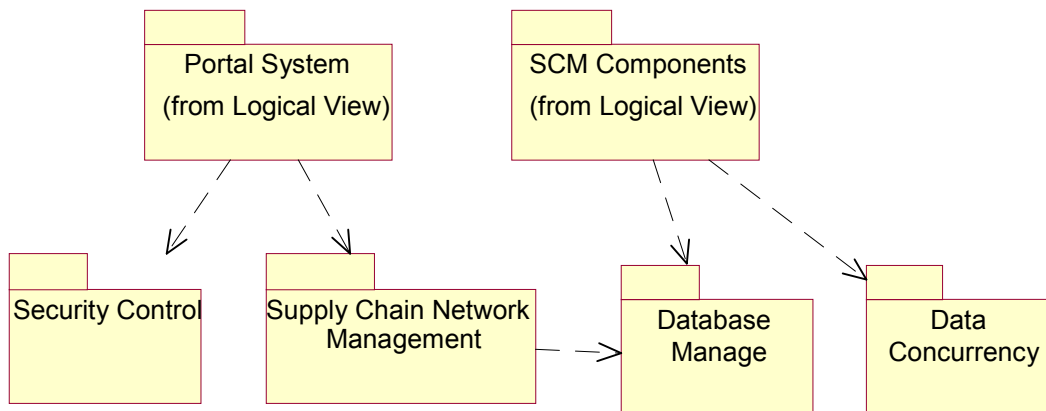 Portal System
(from Logical View)
SCM Components
(from Logical View)
Security Control
Supply Chain Network
Management
Database
Manage
Data
Concurrency